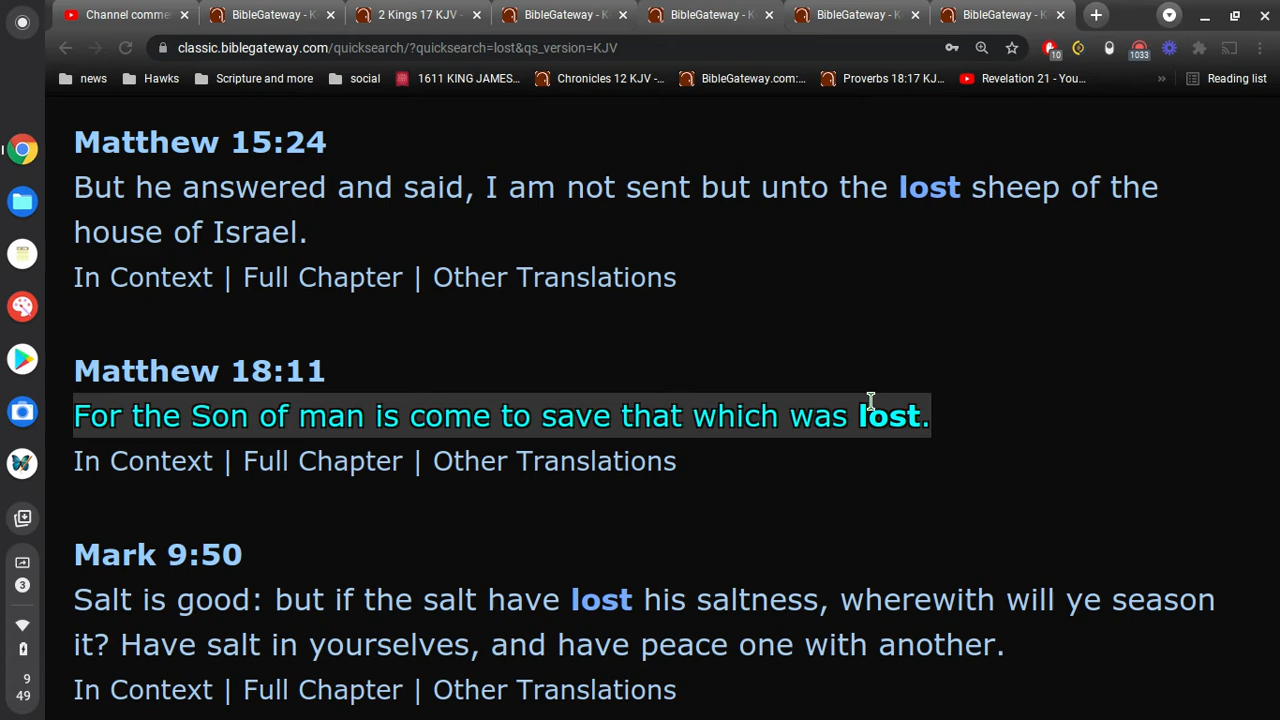 Channel comme
BibleGateway - K
2 Kings 17 KJV -
BibleGateway - K
BibleGateway - K
BibleGateway - K
BibleGateway - K
classic.biblegateway.com/quicksearch/?quicksearch=lost&qs_version=KJV
10
1033
news
Hawks
Scripture and more
social
1611 KING JAMES...
Chronicles 12 KJV -...
BibleGateway.com:...
Proverbs 18:17 KJ...
Revelation 21 - You...
»
Reading list
Matthew 15:24
But he answered and said, I am not sent but unto the lost sheep of the
house of Israel.
In Context | Full Chapter | Other Translations
Matthew 18:11
For the Son of man is come to save that which was lost.
In Context | Full Chapter | Other Translations
Mark 9:50
Salt is good: but if the salt have lost his saltness, wherewith will ye season
it? Have salt in yourselves, and have peace one with another.
In Context | Full Chapter | Other Translations
3
9
49